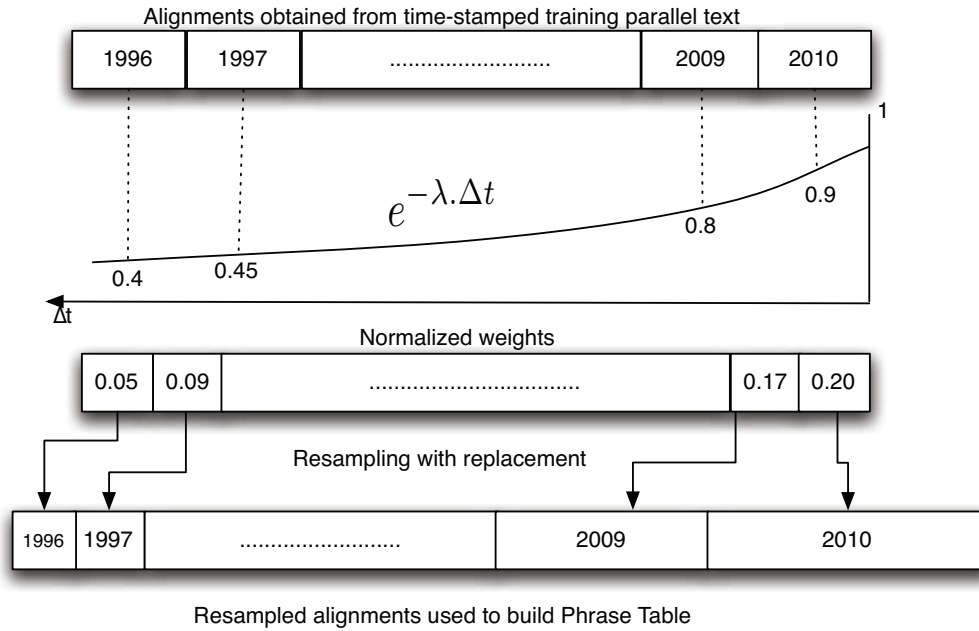 Alignments obtained from time-stamped training parallel text
1996 1997 .......................... 2009 2010
1
e^{-λ.Δt}
0.9
0.8
0.4 0.45
Δt
Normalized weights
0.05 0.09 .................................. 0.17 0.20
Resampling with replacement
1996 1997 .......................... 2009 2010
Resampled alignments used to build Phrase Table